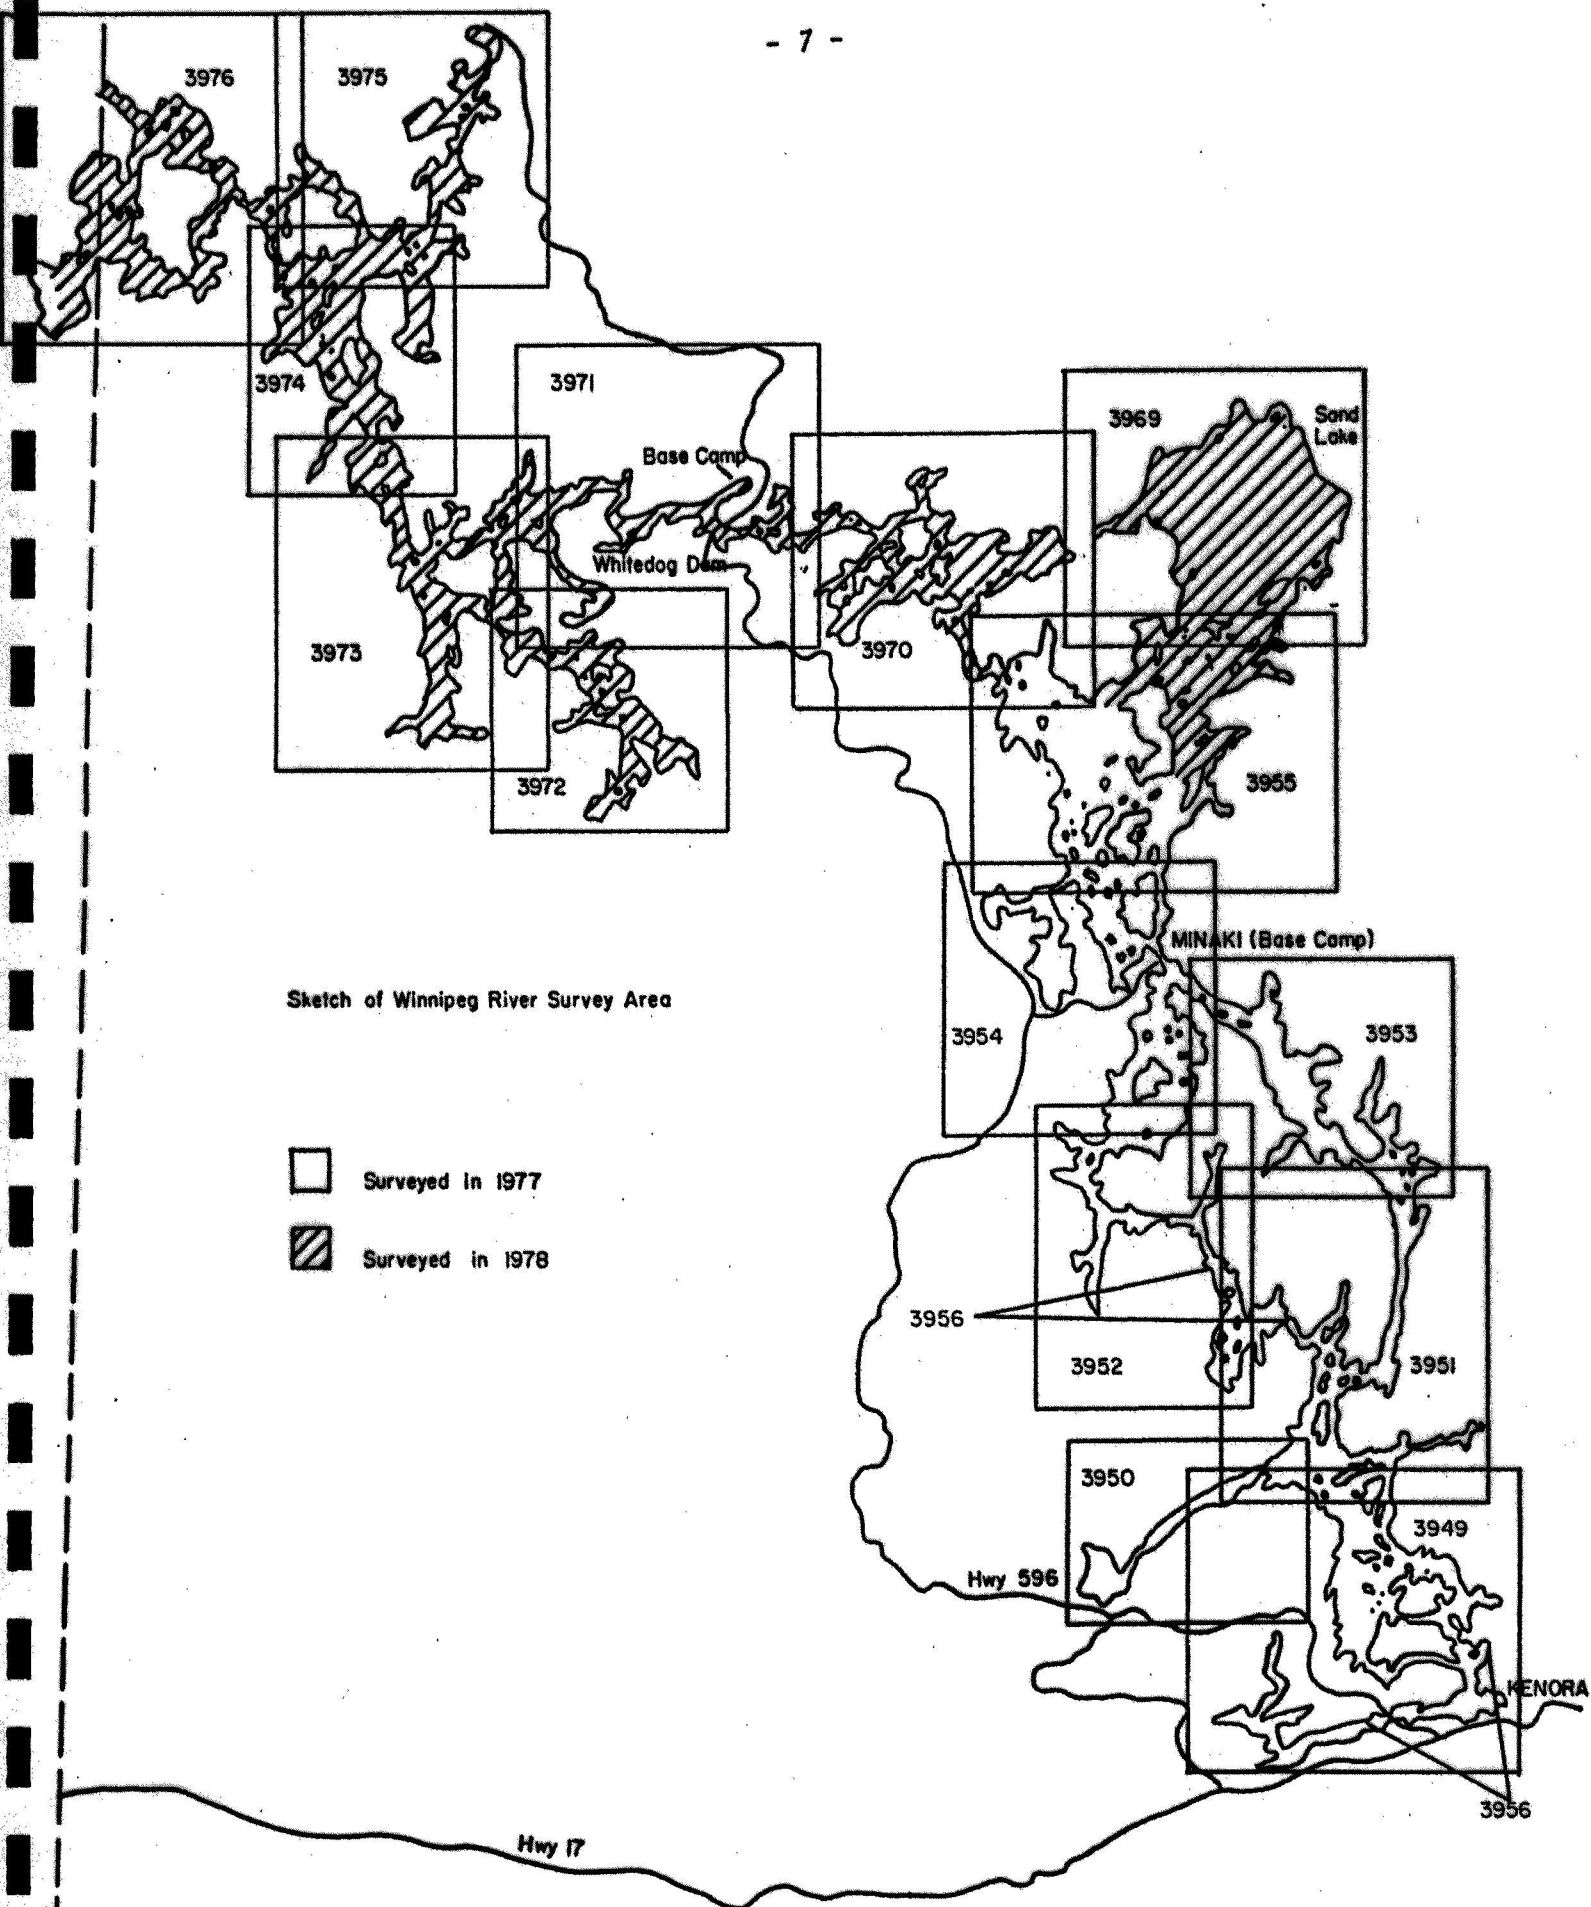 - 7 -
3976
3975
3974
3971
3969
Sand
Lake
Base Camp
Whitedog Dam
3973
3970
3972
3955
MINAKI (Base Camp)
Sketch of Winnipeg River Survey Area
3954
3953
Surveyed in 1977
Surveyed in 1978
3956
3952
3951
3950
3949
Hwy 596
KENORA
3956
Hwy 17